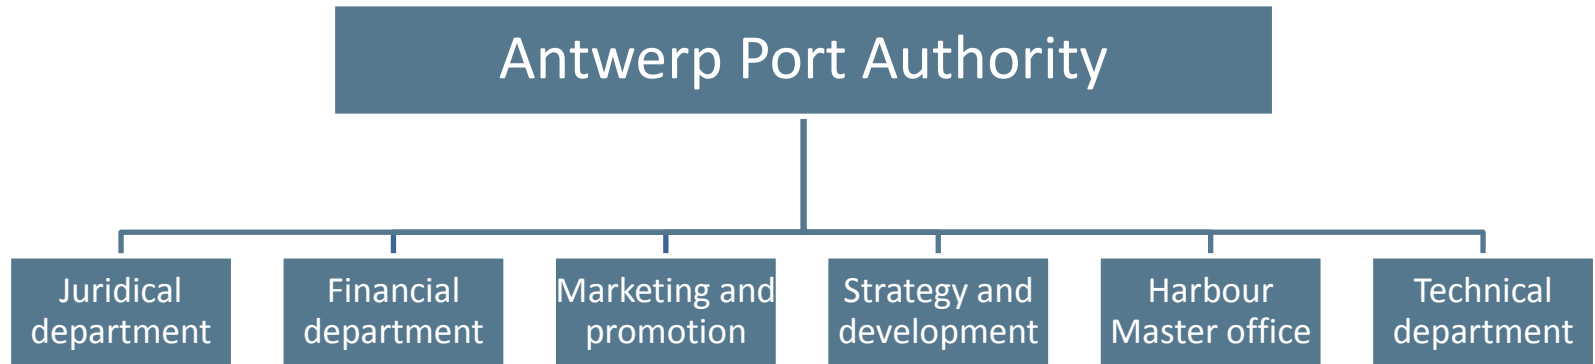 Antwerp Port Authority
Juridical
department
Financial
department
Marketing and
promotion
Strategy and
development
Harbour
Master office
Technical
department